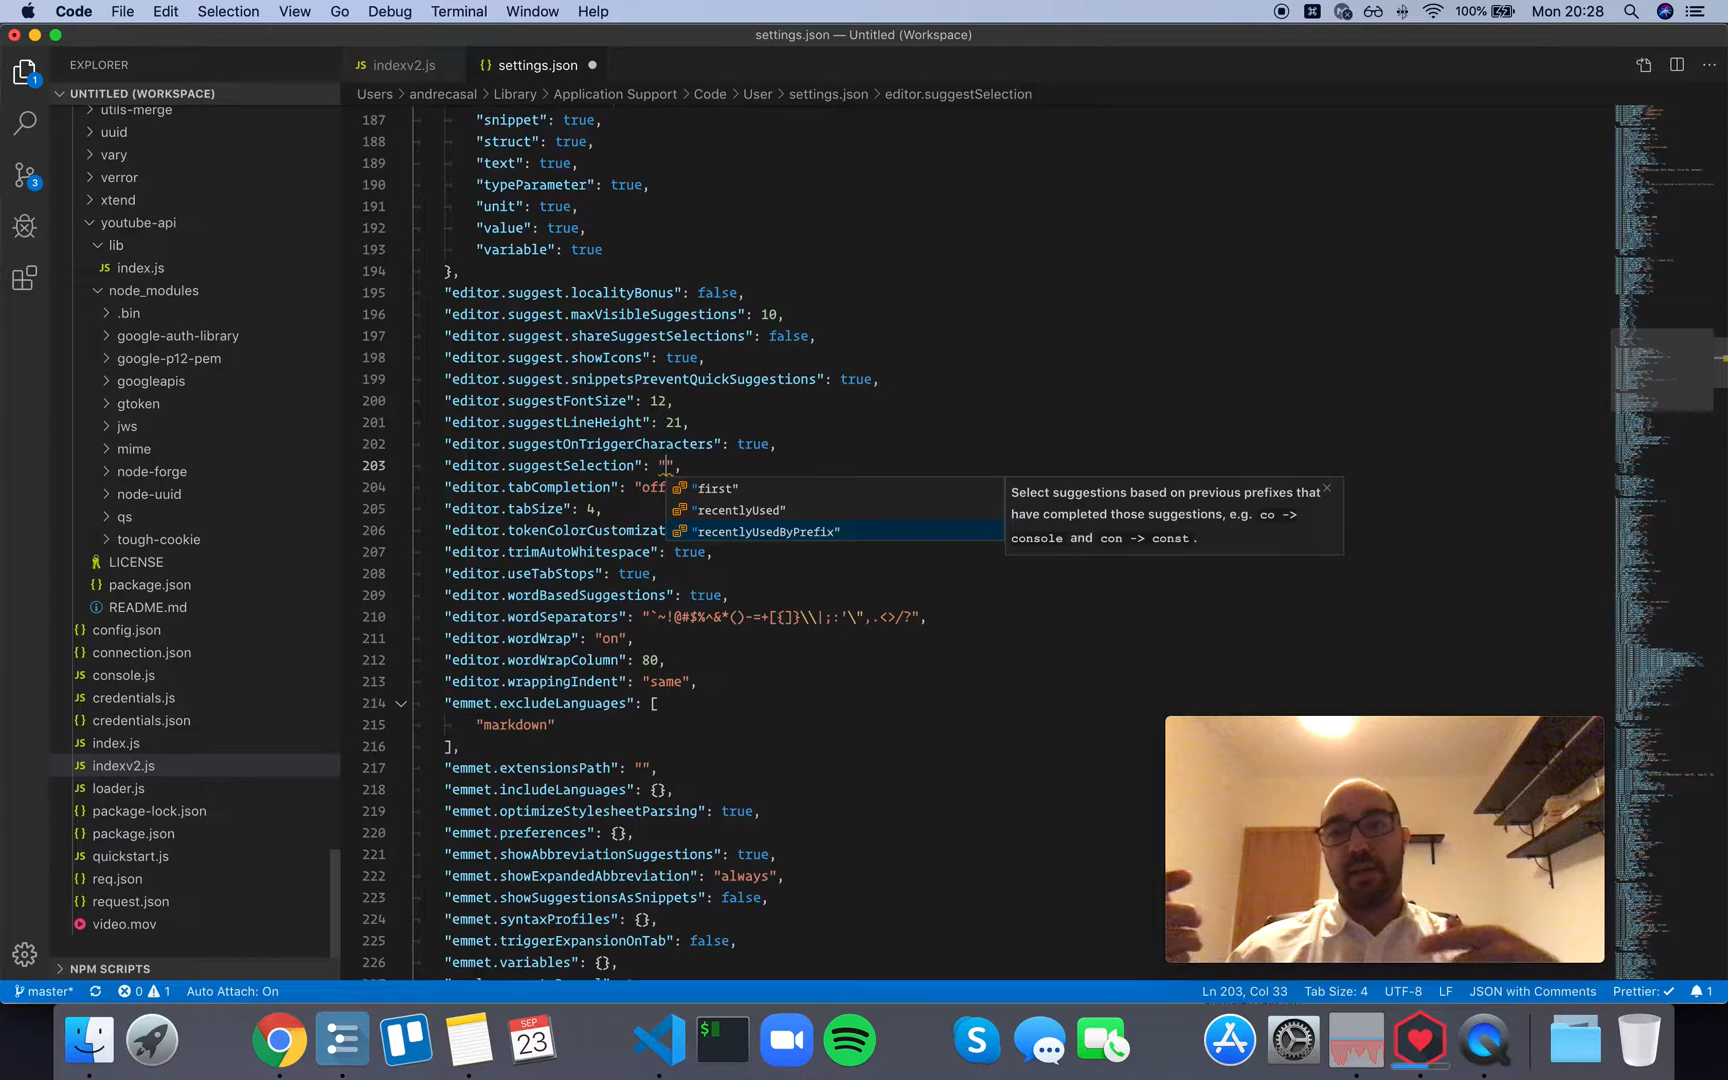 Code File Edit Selection View Go Debug Terminal Window Help 100% Mon 20:28
settings.json — Untitled (Workspace)
EXPLORER
JS indexv2.js
{} settings.json
Users Library Application Support Code User settings.json editor.suggestSelection
andrecasal
UNTITLED (WORKSPACE)
utils-merge
uuid
vary
verror
xtend
youtube-api
lib
JS index.js
node_modules
.bin
google-auth-library
google-p12-pem
googleapis
gtoken
jws
mime
node-forge
node-uuid
qs
tough-cookie
LICENSE
{} package.json
README.md
{} config.json
{} connection.json
JS console.js
JS credentials.js
{} credentials.json
JS index.js
JS indexv2.js
JS loader.js
{} package-lock.json
{} package.json
JS quickstart.js
{} req.json
{} request.json
video.mov
NPM SCRIPTS
1
3
187 "snippet": true,
188 "struct": true,
189 "text": true,
190 "typeParameter": true,
191 "unit": true,
192 "value": true,
193 "variable": true
194 },
195 "editor.suggest.localityBonus": false,
196 "editor.suggest.maxVisibleSuggestions": 10,
197 "editor.suggest.shareSuggestSelections": false,
198 "editor.suggest.showIcons": true,
199 "editor.suggest.snippetsPreventQuickSuggestions": true,
200 "editor.suggestFontSize": 12,
201 "editor.suggestLineHeight": 21,
202 "editor.suggestOnTriggerCharacters": true,
203 "editor.suggestSelection": "",
204 "editor.tabCompletion": "off
205 "editor.tabSize": 4,
206 "editor.tokenColorCustomizat
207 "editor.trimAutoWhitespace": true,
208 "editor.useTabStops": true,
209 "editor.wordBasedSuggestions": true,
210 "editor.wordSeparators": "`~!@#$%^&*()-=+[{]}\\|;:'\",.<>/?",
211 "editor.wordWrap": "on",
212 "editor.wordWrapColumn": 80,
213 "editor.wrappingIndent": "same",
214 "emmet.excludeLanguages": [
215 "markdown"
216 ],
217 "emmet.extensionsPath": "",
218 "emmet.includeLanguages": {},
219 "emmet.optimizeStylesheetParsing": true,
220 "emmet.preferences": {},
221 "emmet.showAbbreviationSuggestions": true,
222 "emmet.showExpandedAbbreviation": "always",
223 "emmet.showSuggestionsAsSnippets": false,
224 "emmet.syntaxProfiles": {},
225 "emmet.triggerExpansionOnTab": false,
226 "emmet.variables": {},
"first"
"recentlyUsed"
"recentlyUsedByPrefix"
Select suggestions based on previous prefixes that
have completed those suggestions, e.g. co ->
console and con -> const.
master* 0 1 Auto Attach: On Ln 203, Col 33 Tab Size: 4 UTF-8 LF JSON with Comments Prettier: ✓ 1
SEP
23
$